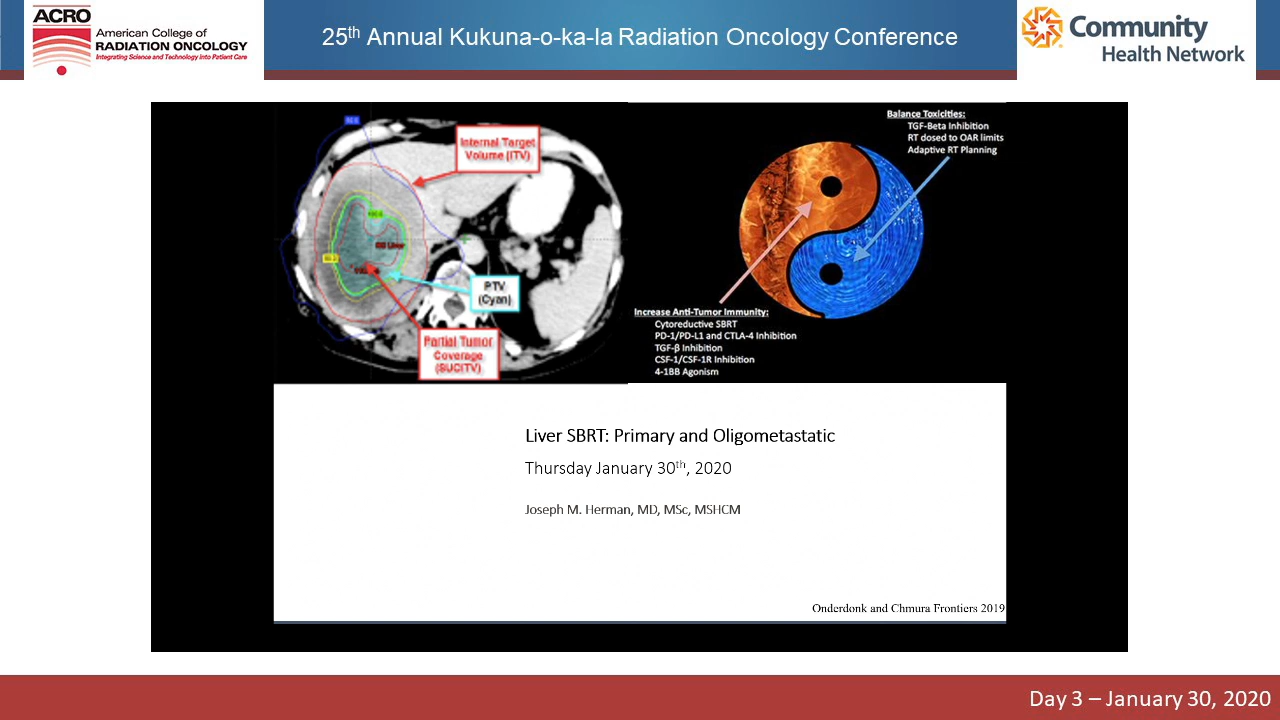 ACRO
American College of
RADIATION ONCOLOGY
Integrating Science and Technology Into Patient Care
25th Annual Kukuna-o-ka-la Radiation Oncology Conference
Community
Health Network
Internal Target
Volume (ITV)
PTV
(Cyan)
Partial Tumor
Coverage
Balance Toxicities:
TGF-Beta Inhibition
RT dosed to OAR limits
Adaptive RT Planning
Increase Anti-Tumor Immunity:
Cytoreductive SBRT
PD-1/PD-L1 and CTLA-4 Inhibition
TGF-β Inhibition
CSF-1/CSF-1R Inhibition
4-1BB Agonism
Liver SBRT: Primary and Oligometastatic
Thursday January 30th, 2020
Joseph M. Herman, MD, MSc, MSHCM
Onderdonk and Chmura Frontiers 2019
Day 3 – January 30, 2020